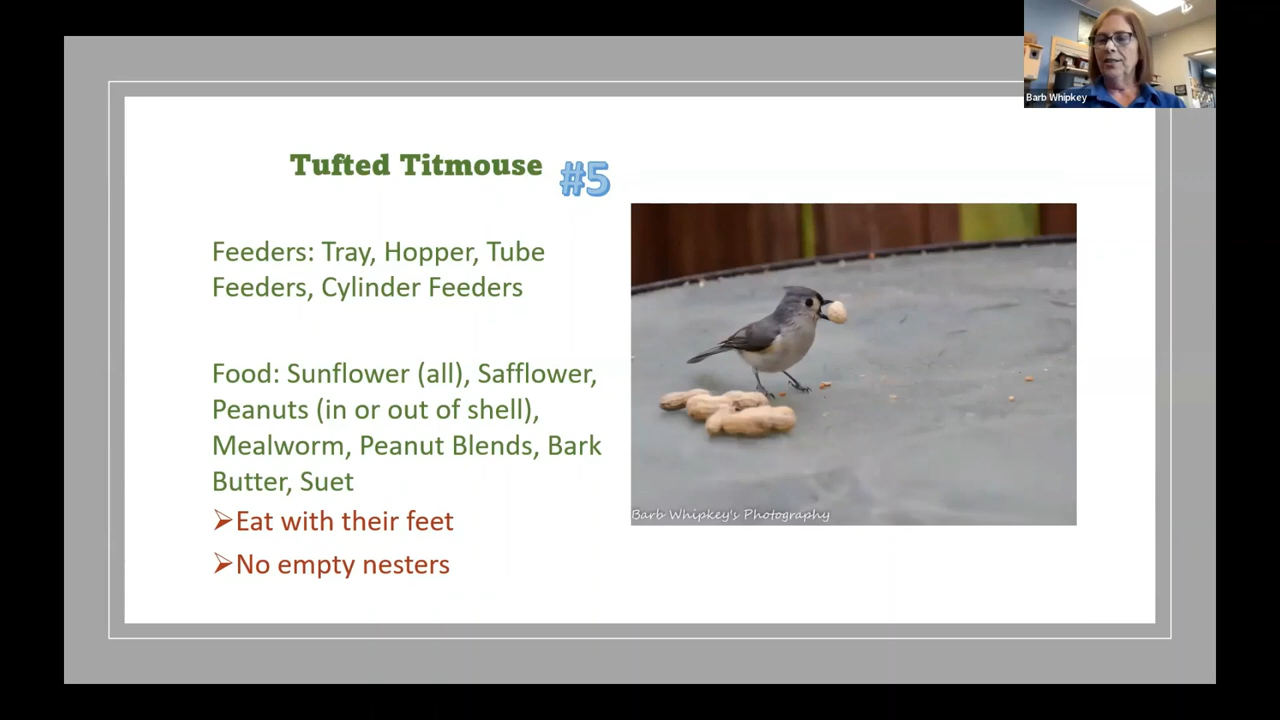 Barb Whipkey
Tufted Titmouse #5
Feeders: Tray, Hopper, Tube
Feeders, Cylinder Feeders
Food: Sunflower (all), Safflower,
Peanuts (in or out of shell),
Mealworm, Peanut Blends, Bark
Butter, Suet
➢Eat with their feet
➢No empty nesters
Barb Whipkey's Photography